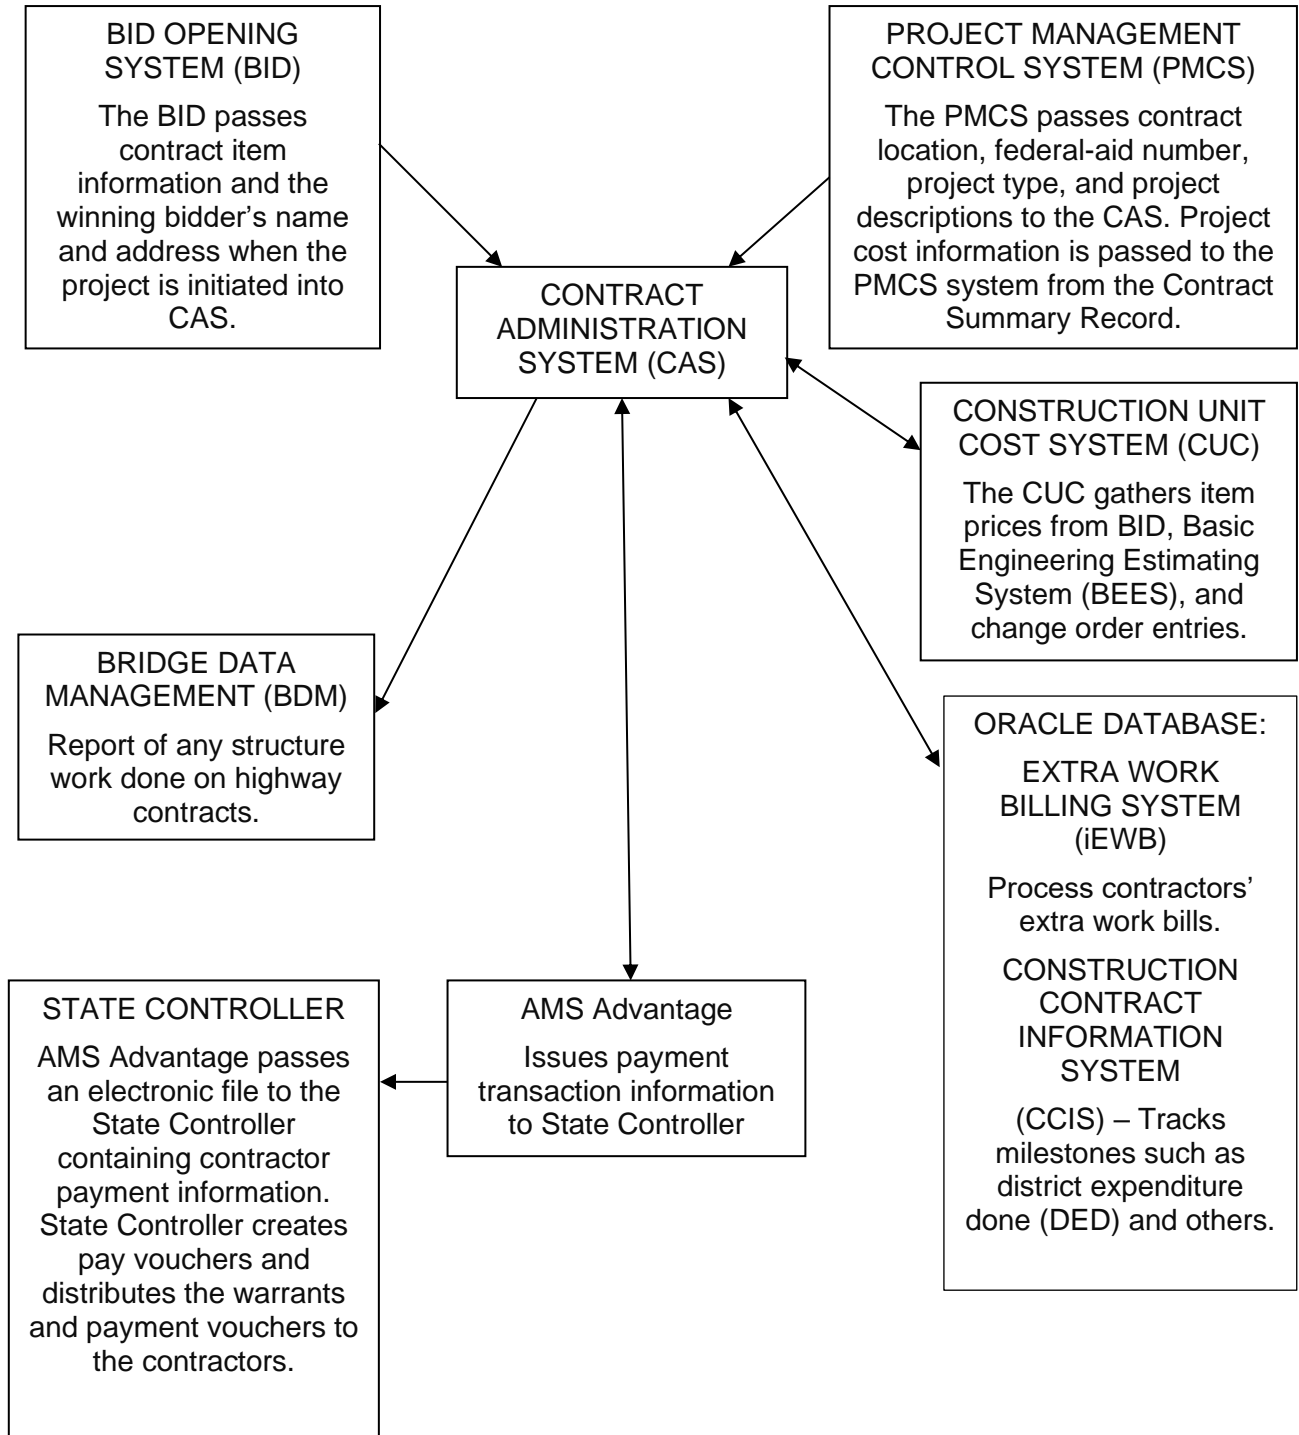 BID OPENING
SYSTEM (BID)
The BID passes
contract item
information and the
winning bidder’s name
and address when the
project is initiated into
CAS.
PROJECT MANAGEMENT
CONTROL SYSTEM (PMCS)
The PMCS passes contract
location, federal-aid number,
project type, and project
descriptions to the CAS. Project
cost information is passed to the
PMCS system from the Contract
Summary Record.
CONTRACT
ADMINISTRATION
SYSTEM (CAS)
CONSTRUCTION UNIT
COST SYSTEM (CUC)
The CUC gathers item
prices from BID, Basic
Engineering Estimating
System (BEES), and
change order entries.
BRIDGE DATA
MANAGEMENT (BDM)
Report of any structure
work done on highway
contracts.
ORACLE DATABASE:
EXTRA WORK
BILLING SYSTEM
(iEWB)
Process contractors’
extra work bills.
CONSTRUCTION
CONTRACT
INFORMATION
SYSTEM
(CCIS) – Tracks
milestones such as
district expenditure
done (DED) and others.
STATE CONTROLLER
AMS Advantage passes
an electronic file to the
State Controller
containing contractor
payment information.
State Controller creates
pay vouchers and
distributes the warrants
and payment vouchers to
the contractors.
AMS Advantage
Issues payment
transaction information
to State Controller